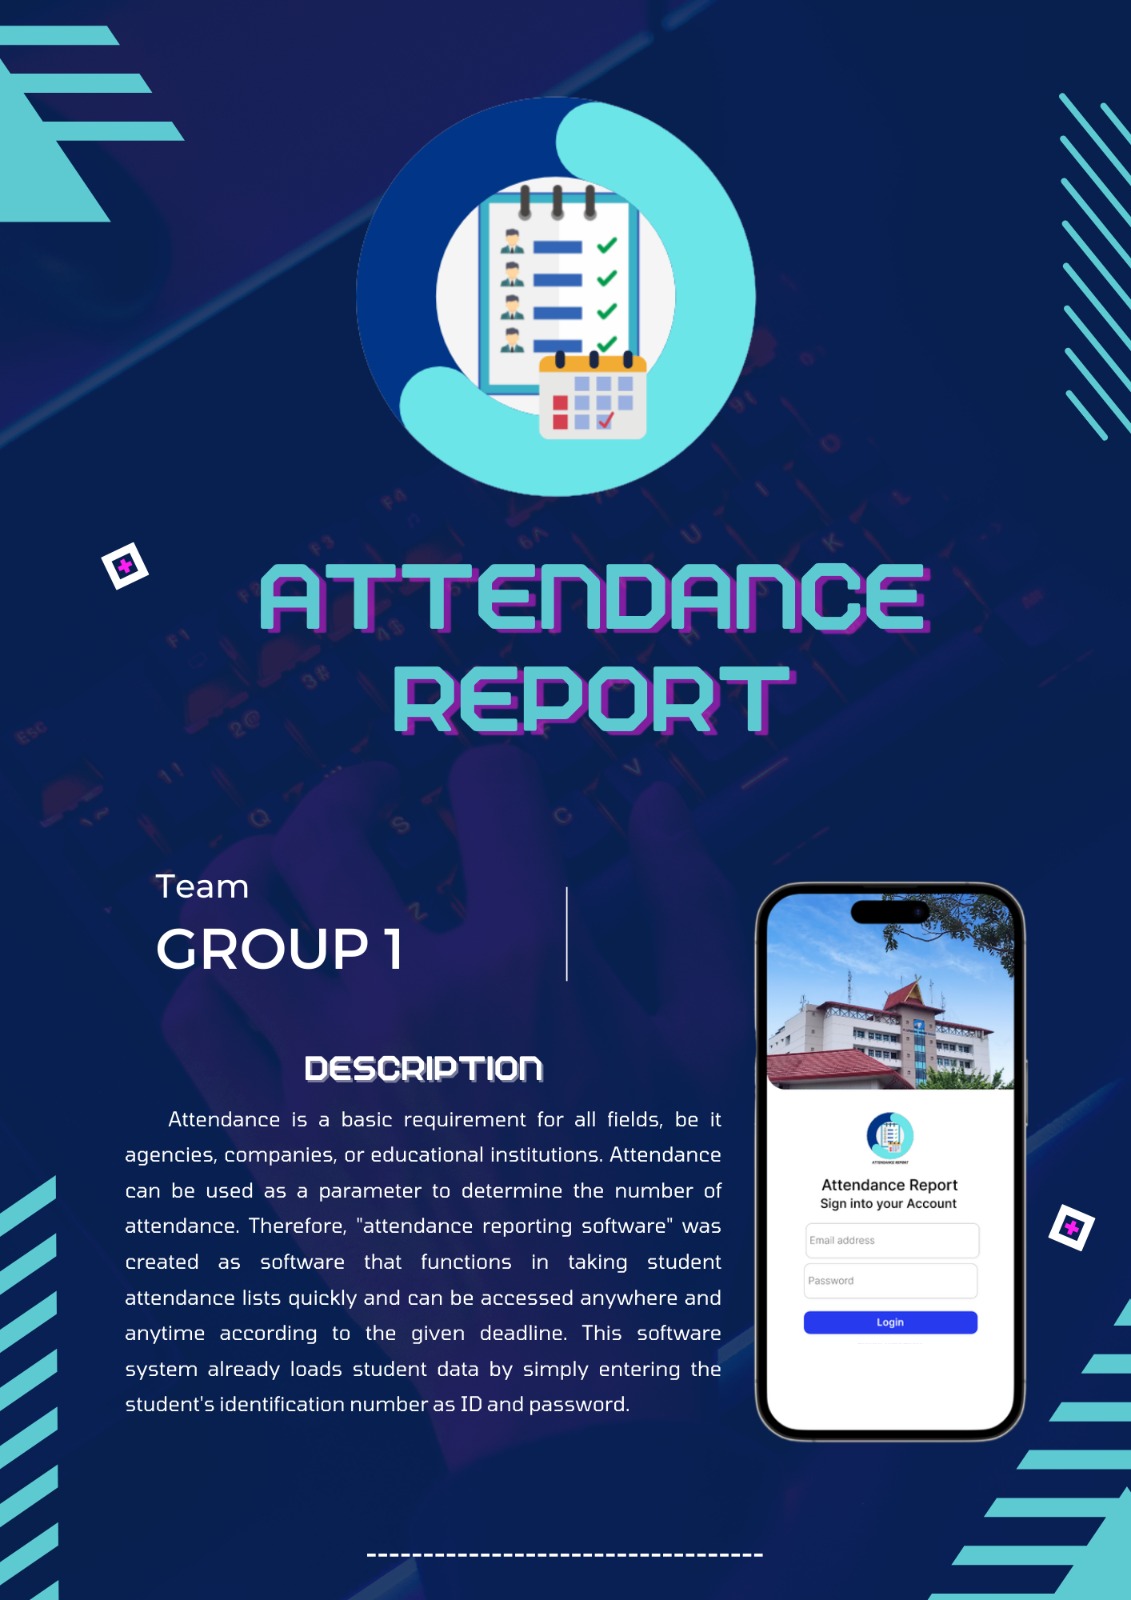 ATTENDANCE
REPORT
Team
GROUP 1
DESCRIPTION
Attendance is a basic requirement for all fields, be it
agencies, companies, or educational institutions. Attendance
can be used as a parameter to determine the number of
attendance. Therefore, "attendance reporting software" was
created as software that functions in taking student
attendance lists quickly and can be accessed anywhere and
anytime according to the given deadline. This software
system already loads student data by simply entering the
student's identification number as ID and password.
ATTENDANCE REPORT
Attendance Report
Sign into your Account
Email address
Password
Login